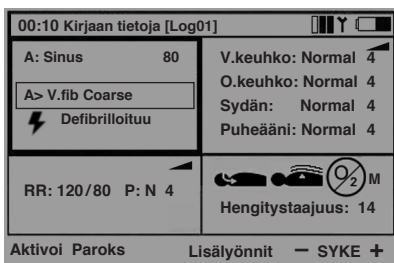 00:10 Kirjaan tietoja [Log01]
A: Sinus 80
A> V.fib Coarse
Defibrilloituu
V.keuhko: Normal 4
O.keuhko: Normal 4
Sydän: Normal 4
Puheääni: Normal 4
RR: 120/80 P: N 4
O2 M
Hengitystaajuus: 14
Aktivoi Paroks Lisälyönnit − SYKE +